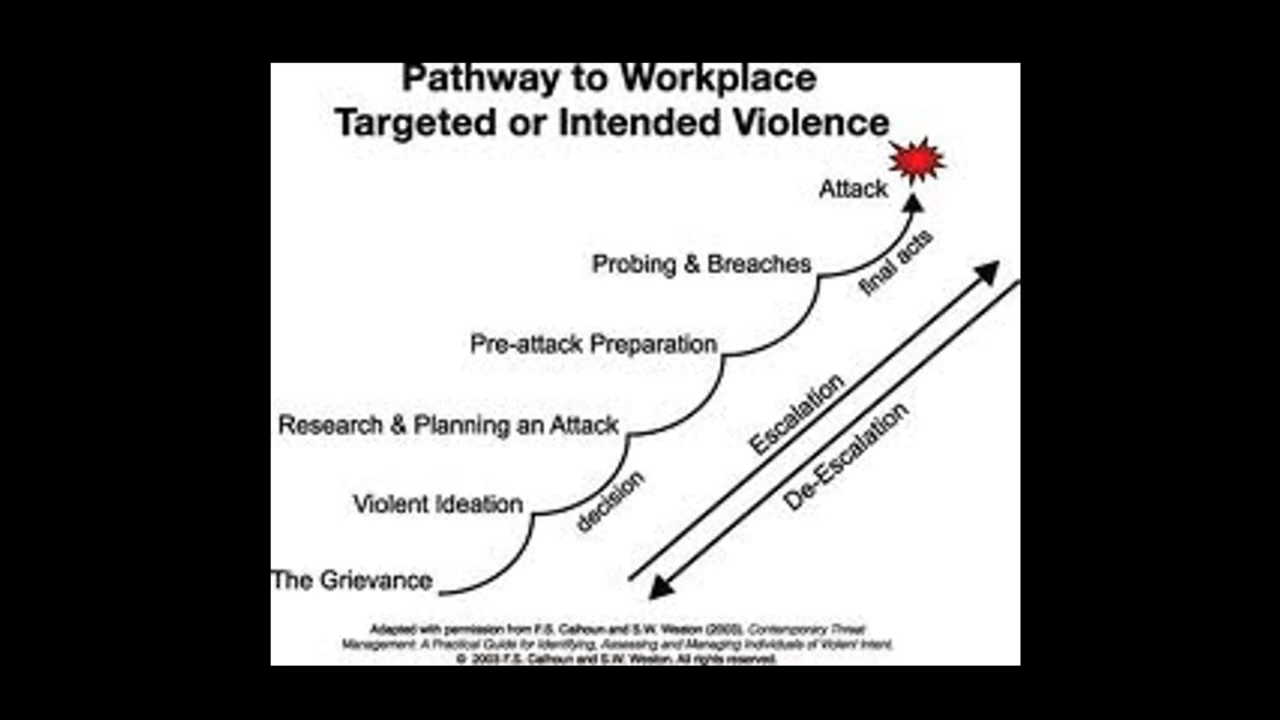 Pathway to Workplace
Targeted or Intended Violence
Attack
final acts
Probing & Breaches
Pre-attack Preparation
Escalation
De-Escalation
Research & Planning an Attack
decision
Violent Ideation
The Grievance
Adapted with permission from F.S. Calhoun and S.W. Weston (2003). Contemporary Threat
Management: A Practical Guide for Identifying, Assessing and Managing Individuals of Violent Intent.
© 2003 F.S. Calhoun and S.W. Weston. All rights reserved.